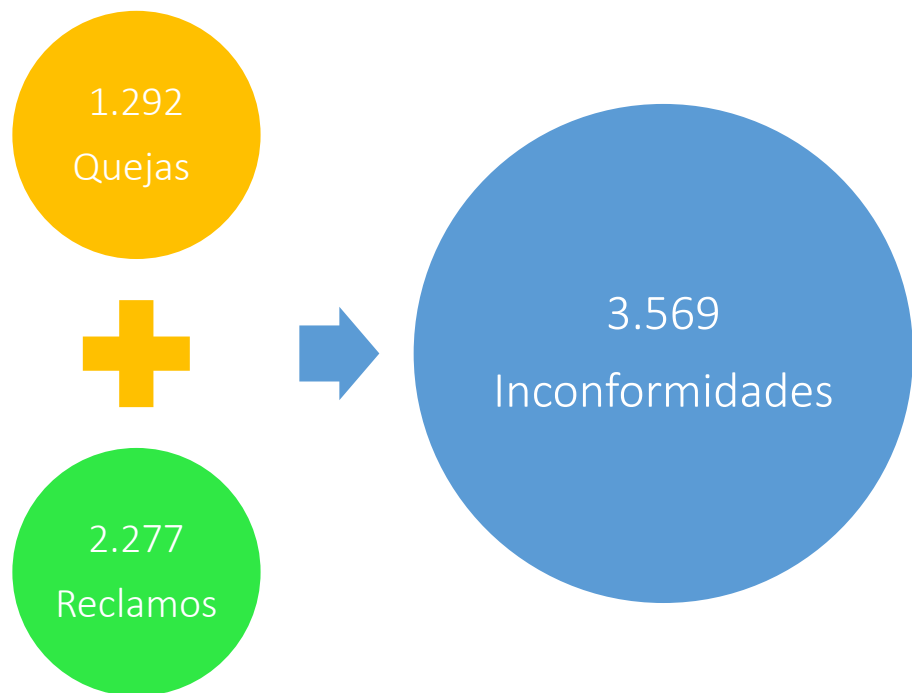 1.292
Quejas
2.277
Reclamos
3.569
Inconformidades